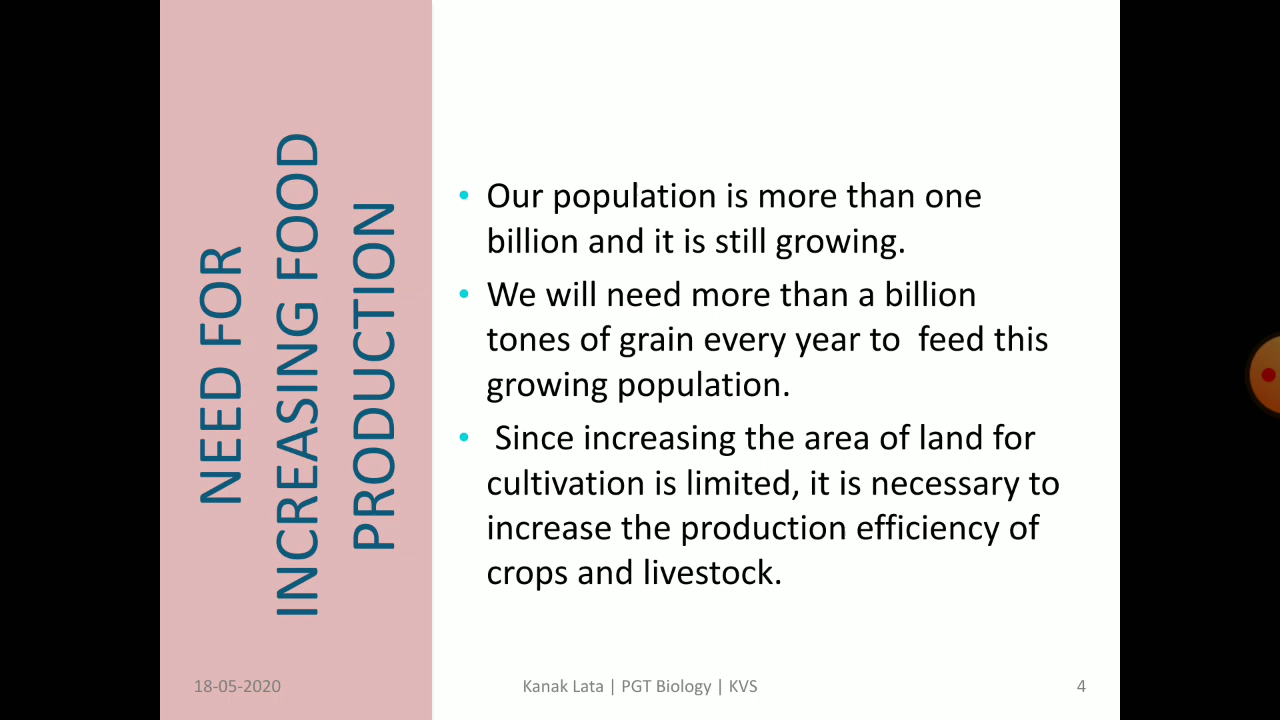 NEED FOR
INCREASING FOOD
PRODUCTION
• Our population is more than one
billion and it is still growing.
• We will need more than a billion
tones of grain every year to  feed this
growing population.
•  Since increasing the area of land for
cultivation is limited, it is necessary to
increase the production efficiency of
crops and livestock.
18-05-2020
Kanak Lata | PGT Biology | KVS
4